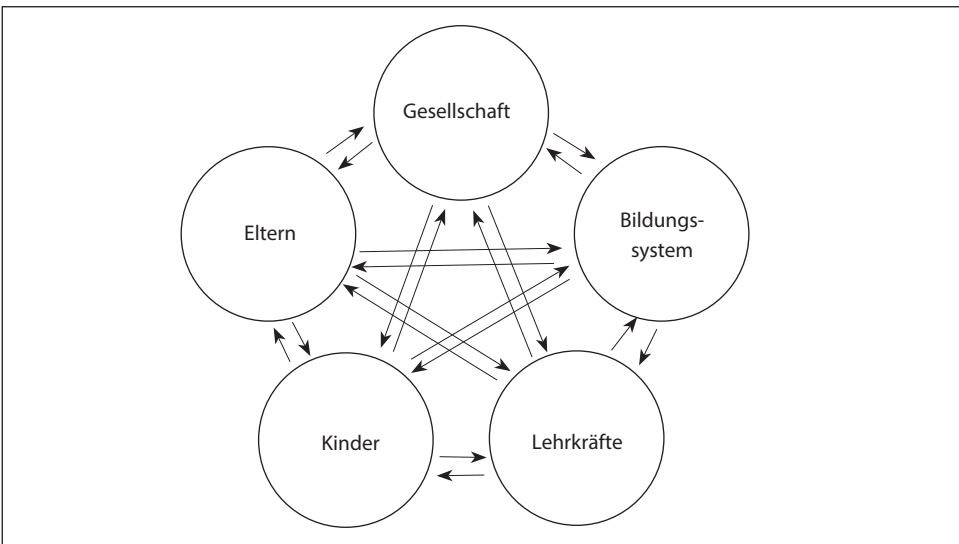 Gesellschaft
Eltern
Bildungs-
system
Kinder
Lehrkräfte